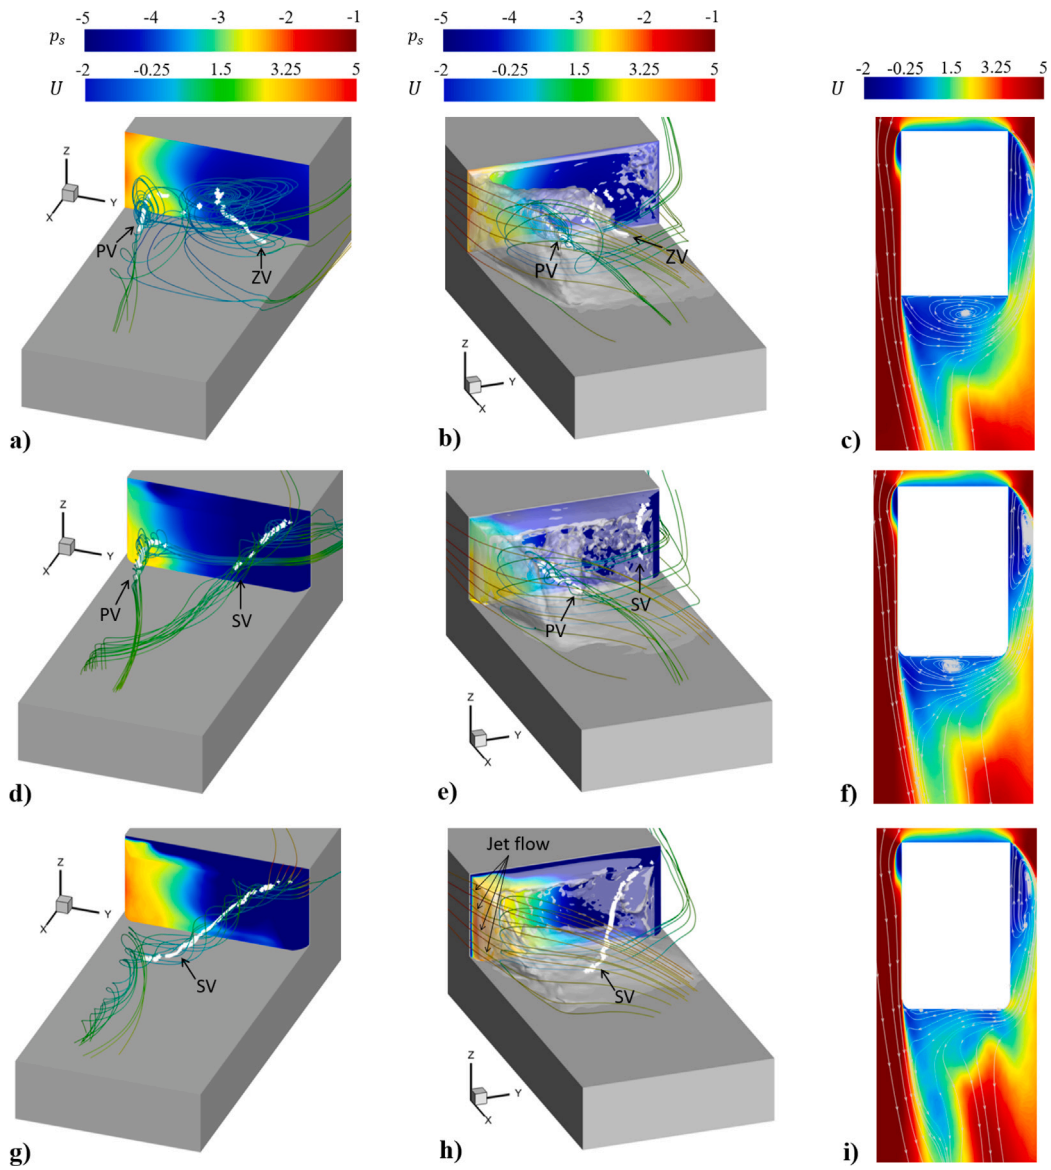 -5 -4 -3 -2 -1
p_s
-2 -0.25 1.5 3.25 5
U
-5 -4 -3 -2 -1
p_s
-2 -0.25 1.5 3.25 5
U
-2 -0.25 1.5 3.25 5
U
Z
Y
X
PV
ZV
a)
PV
ZV
Z
Y
X
b)
c)
Z
Y
X
PV
SV
d)
SV
PV
Z
Y
X
e)
f)
Z
Y
X
SV
g)
Jet flow
SV
Z
Y
X
h)
i)